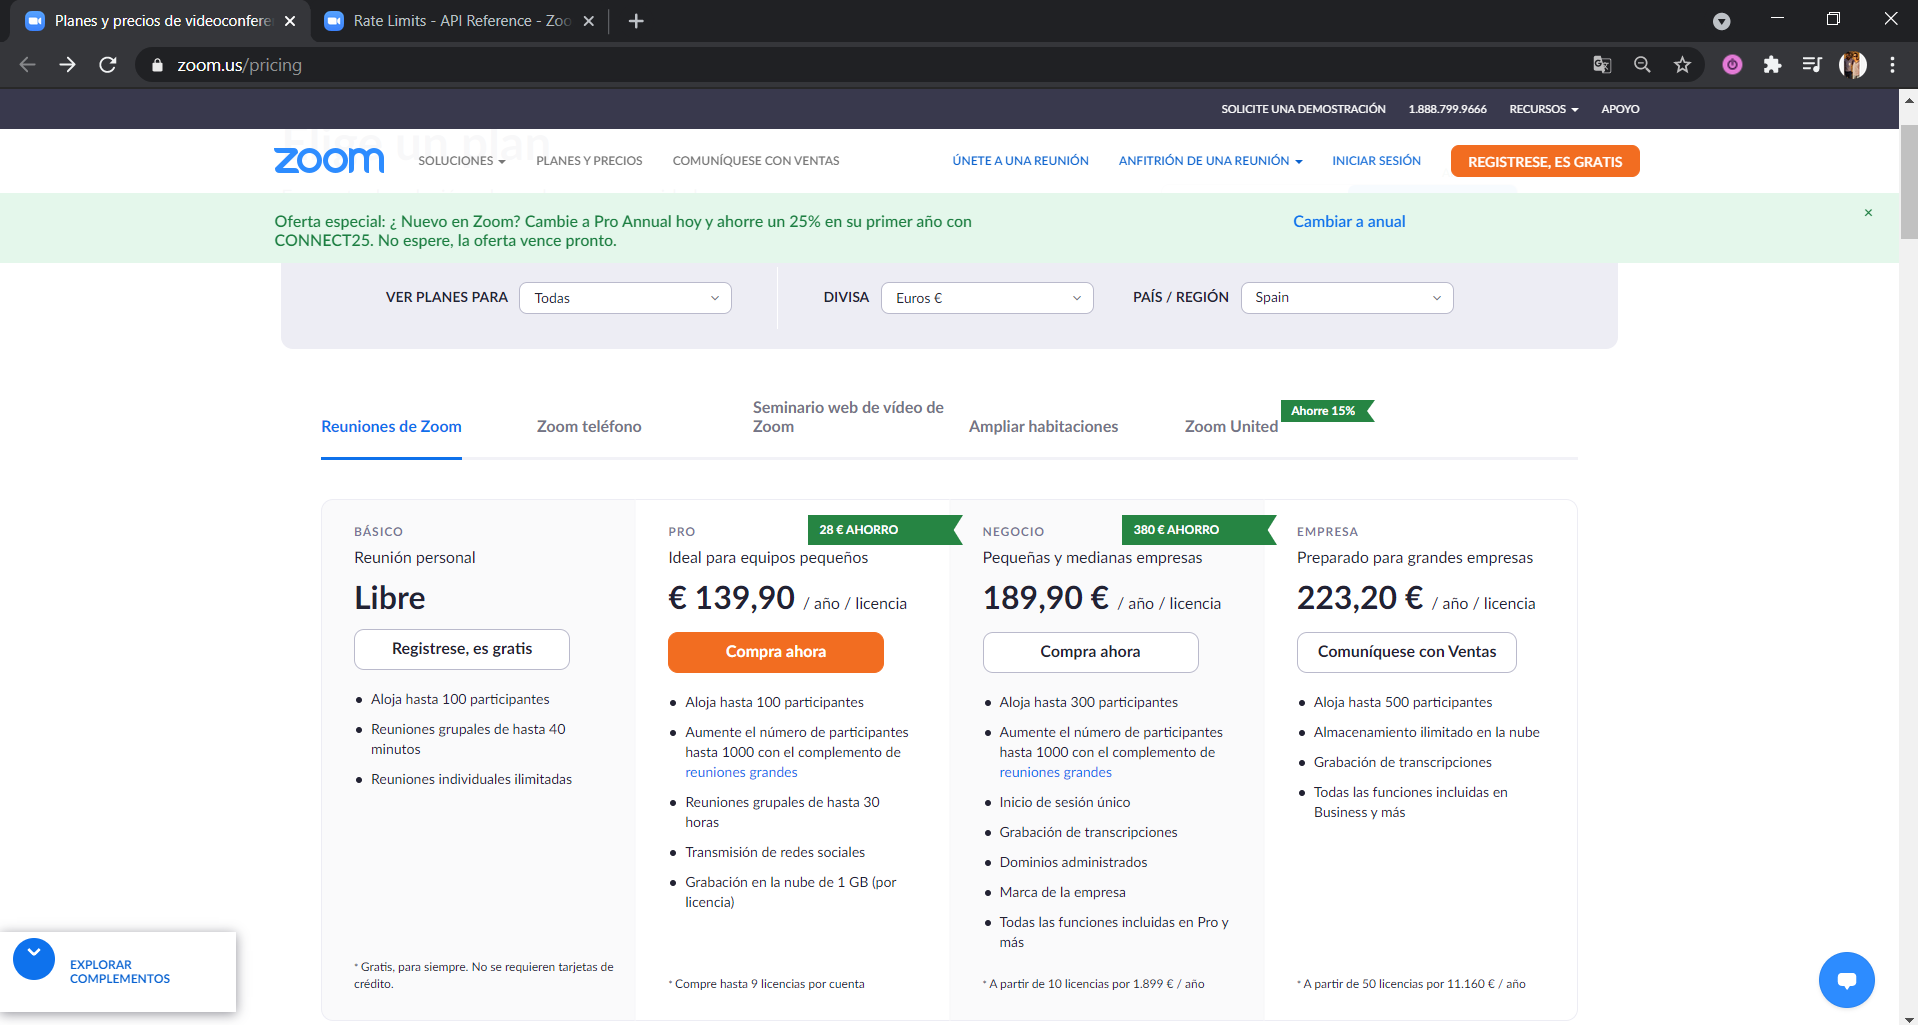 Planes y precios de videoconfere
Rate Limits - API Reference - Zoo
zoom.us/pricing
SOLICITE UNA DEMOSTRACIÓN
1.888.799.9666
RECURSOS
APOYO
Elige un plan
zoom
SOLUCIONES
PLANES Y PRECIOS
COMUNÍQUESE CON VENTAS
ÚNETE A UNA REUNIÓN
ANFITRIÓN DE UNA REUNIÓN
INICIAR SESIÓN
REGISTRESE, ES GRATIS
Oferta especial: ¿ Nuevo en Zoom? Cambie a Pro Annual hoy y ahorre un 25% en su primer año con
CONNECT25. No espere, la oferta vence pronto.
Cambiar a anual
VER PLANES PARA
Todas
DIVISA
Euros €
PAÍS / REGIÓN
Spain
Reuniones de Zoom
Zoom teléfono
Seminario web de vídeo de
Zoom
Ampliar habitaciones
Zoom United
Ahorre 15%
BÁSICO
Reunión personal
Libre
Registrese, es gratis
Aloja hasta 100 participantes
Reuniones grupales de hasta 40
minutos
Reuniones individuales ilimitadas
* Gratis, para siempre. No se requieren tarjetas de
crédito.
PRO
28 € AHORRO
Ideal para equipos pequeños
€ 139,90 / año / licencia
Compra ahora
Aloja hasta 100 participantes
Aumente el número de participantes
hasta 1000 con el complemento de
reuniones grandes
Reuniones grupales de hasta 30
horas
Transmisión de redes sociales
Grabación en la nube de 1 GB (por
licencia)
* Compre hasta 9 licencias por cuenta
NEGOCIO
380 € AHORRO
Pequeñas y medianas empresas
189,90 € / año / licencia
Compra ahora
Aloja hasta 300 participantes
Aumente el número de participantes
hasta 1000 con el complemento de
reuniones grandes
Inicio de sesión único
Grabación de transcripciones
Dominios administrados
Marca de la empresa
Todas las funciones incluidas en Pro y
más
* A partir de 10 licencias por 1.899 € / año
EMPRESA
Preparado para grandes empresas
223,20 € / año / licencia
Comuníquese con Ventas
Aloja hasta 500 participantes
Almacenamiento ilimitado en la nube
Grabación de transcripciones
Todas las funciones incluidas en
Business y más
* A partir de 50 licencias por 11.160 € / año
EXPLORAR
COMPLEMENTOS